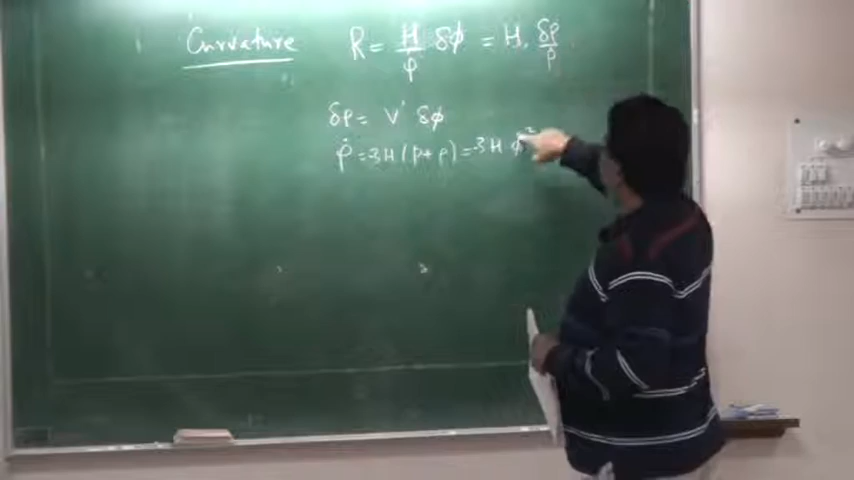 Curvature R = H/φ̇ δφ = H · δρ/ρ̇
δρ = V' δφ
ρ̇ = -3H (p + ρ) = -3H φ̇²